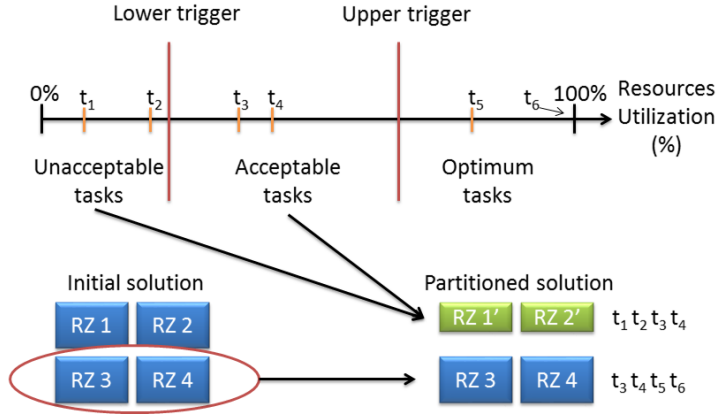 Lower trigger
Upper trigger
0%
t1
t2
t3
t4
t5
t6
100%
Resources
Utilization
(%)
Unacceptable
tasks
Acceptable
tasks
Optimum
tasks
Initial solution
Partitioned solution
RZ 1
RZ 2
RZ 1’
RZ 2’
t1 t2 t3 t4
RZ 3
RZ 4
RZ 3
RZ 4
t3 t4 t5 t6